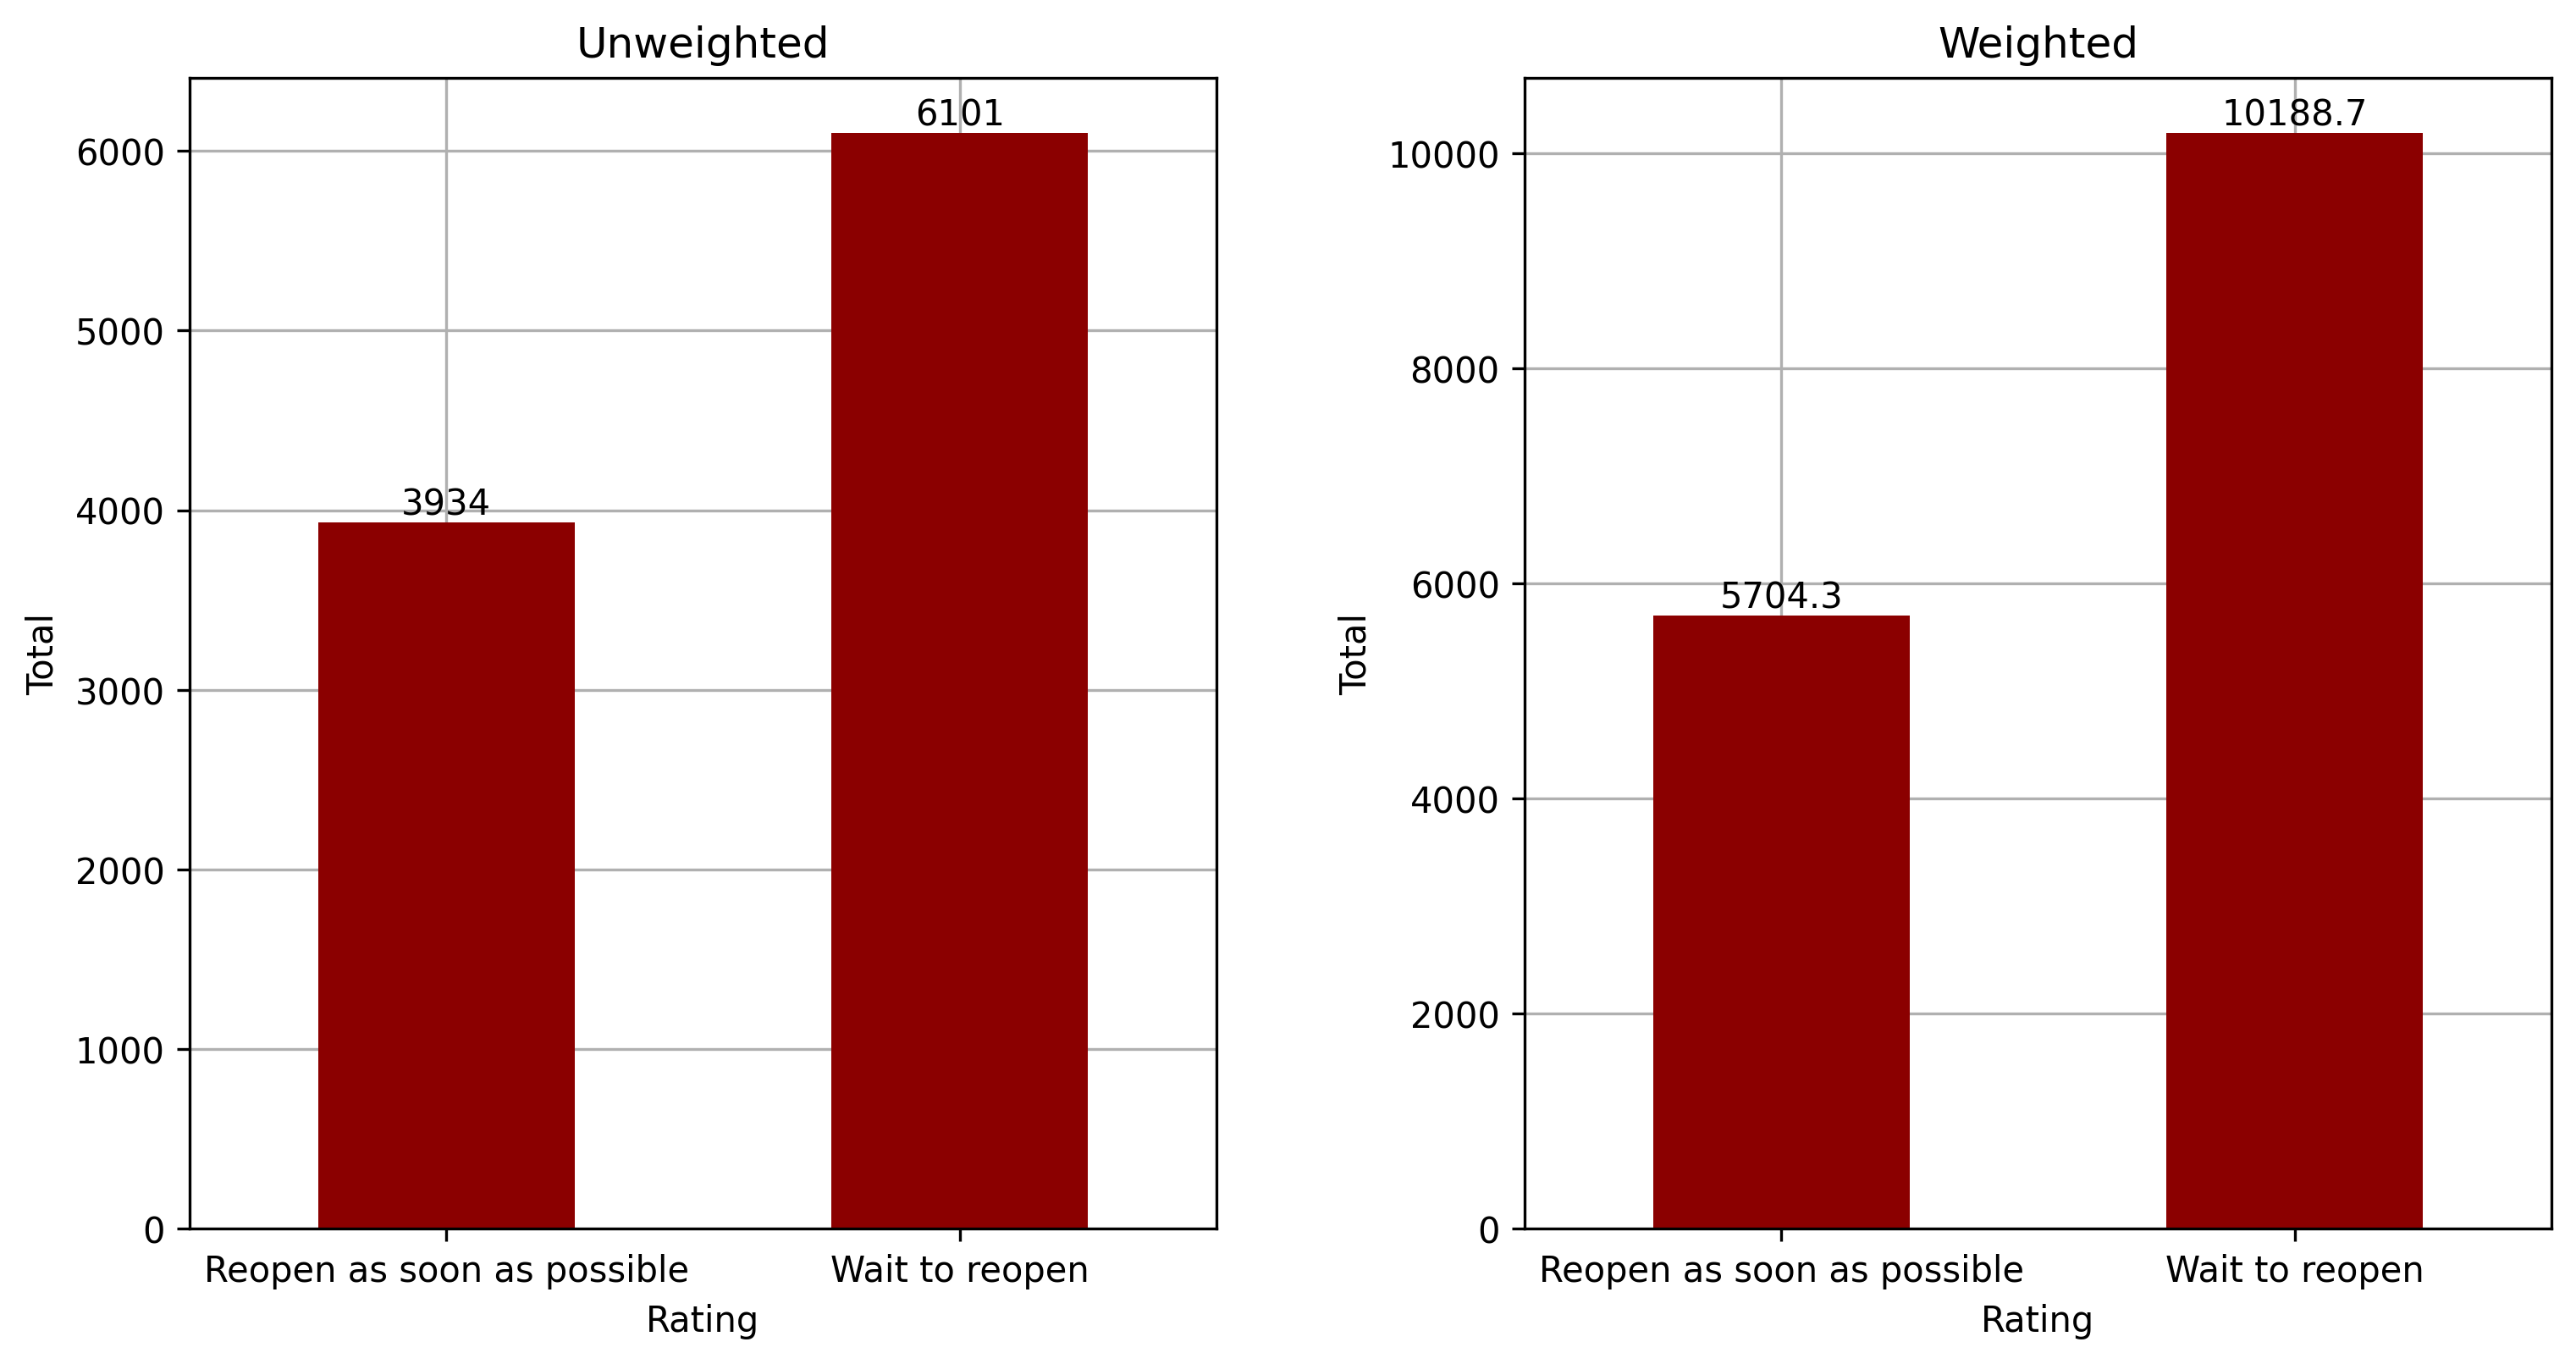 Unweighted
6101
3934
6000
5000
4000
3000
2000
1000
0
Total
Reopen as soon as possible
Wait to reopen
Rating
Weighted
10188.7
5704.3
10000
8000
6000
4000
2000
0
Total
Reopen as soon as possible
Wait to reopen
Rating